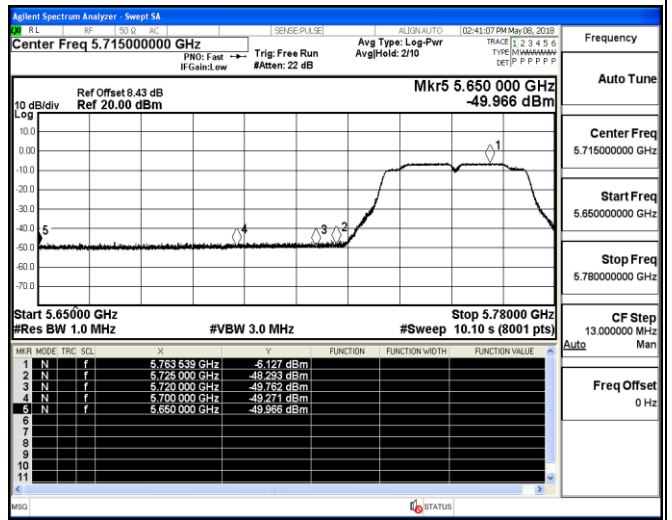 Agilent Spectrum Analyzer - Swept SA
RL RF 50 Ω AC SENSE:PULSE ALIGNAUTO 02:41:07 PM May 08, 2018
Center Freq 5.715000000 GHz
PNO: Fast
IFGain:Low
Trig: Free Run
#Atten: 22 dB
Avg Type: Log-Pwr
Avg|Hold: 2/10
TRACE 1 2 3 4 5 6
TYPE M WWWWW
DET P P P P P P
Frequency
Auto Tune
Center Freq
5.715000000 GHz
Start Freq
5.650000000 GHz
Stop Freq
5.780000000 GHz
CF Step
13.000000 MHz
Auto Man
Freq Offset
0 Hz
Mkr5 5.650 000 GHz
-49.966 dBm
Ref Offset 8.43 dB
10 dB/div Ref 20.00 dBm
Log
10.0
0.00
-10.0
-20.0
-30.0
-40.0
-50.0
-60.0
-70.0
1
5 4 3 2
Start 5.65000 GHz Stop 5.78000 GHz
#Res BW 1.0 MHz #VBW 3.0 MHz #Sweep 10.10 s (8001 pts)
MKR MODE TRC SCL X Y FUNCTION FUNCTION WIDTH FUNCTION VALUE
1 N f 5.763 539 GHz -6.127 dBm
2 N f 5.725 000 GHz -48.293 dBm
3 N f 5.720 000 GHz -49.762 dBm
4 N f 5.700 000 GHz -49.271 dBm
5 N f 5.650 000 GHz -49.966 dBm
6
7
8
9
10
11
MSG STATUS